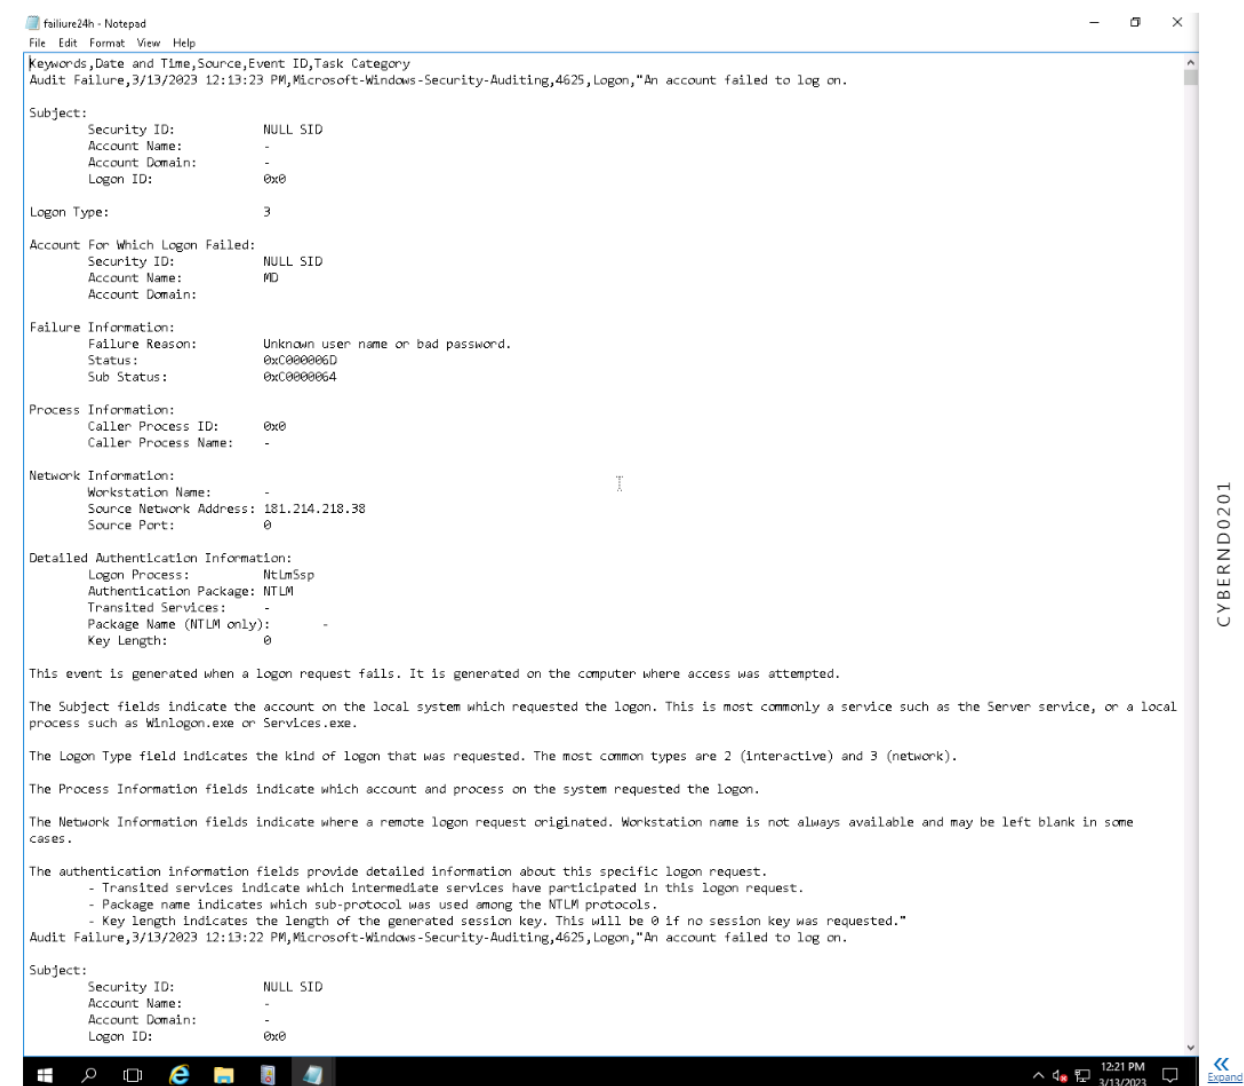 failiure24h - Notepad
File Edit Format View Help
Keywords,Date and Time,Source,Event ID,Task Category
Audit Failure,3/13/2023 12:13:23 PM,Microsoft-Windows-Security-Auditing,4625,Logon,"An account failed to log on.
Subject:
Security ID: NULL SID
Account Name: -
Account Domain: -
Logon ID: 0x0
Logon Type: 3
Account For Which Logon Failed:
Security ID: NULL SID
Account Name: MD
Account Domain:
Failure Information:
Failure Reason: Unknown user name or bad password.
Status: 0xC000006D
Sub Status: 0xC0000064
Process Information:
Caller Process ID: 0x0
Caller Process Name: -
Network Information:
Workstation Name: -
Source Network Address: 181.214.218.38
Source Port: 0
Detailed Authentication Information:
Logon Process: NtLmSsp
Authentication Package: NTLM
Transited Services: -
Package Name (NTLM only): -
Key Length: 0
This event is generated when a logon request fails. It is generated on the computer where access was attempted.
The Subject fields indicate the account on the local system which requested the logon. This is most commonly a service such as the Server service, or a local
process such as Winlogon.exe or Services.exe.
The Logon Type field indicates the kind of logon that was requested. The most common types are 2 (interactive) and 3 (network).
The Process Information fields indicate which account and process on the system requested the logon.
The Network Information fields indicate where a remote logon request originated. Workstation name is not always available and may be left blank in some
cases.
The authentication information fields provide detailed information about this specific logon request.
- Transited services indicate which intermediate services have participated in this logon request.
- Package name indicates which sub-protocol was used among the NTLM protocols.
- Key length indicates the length of the generated session key. This will be 0 if no session key was requested."
Audit Failure,3/13/2023 12:13:22 PM,Microsoft-Windows-Security-Auditing,4625,Logon,"An account failed to log on.
Subject:
Security ID: NULL SID
Account Name: -
Account Domain: -
Logon ID: 0x0
12:21 PM
3/13/2023
CYBERND0201
Expand